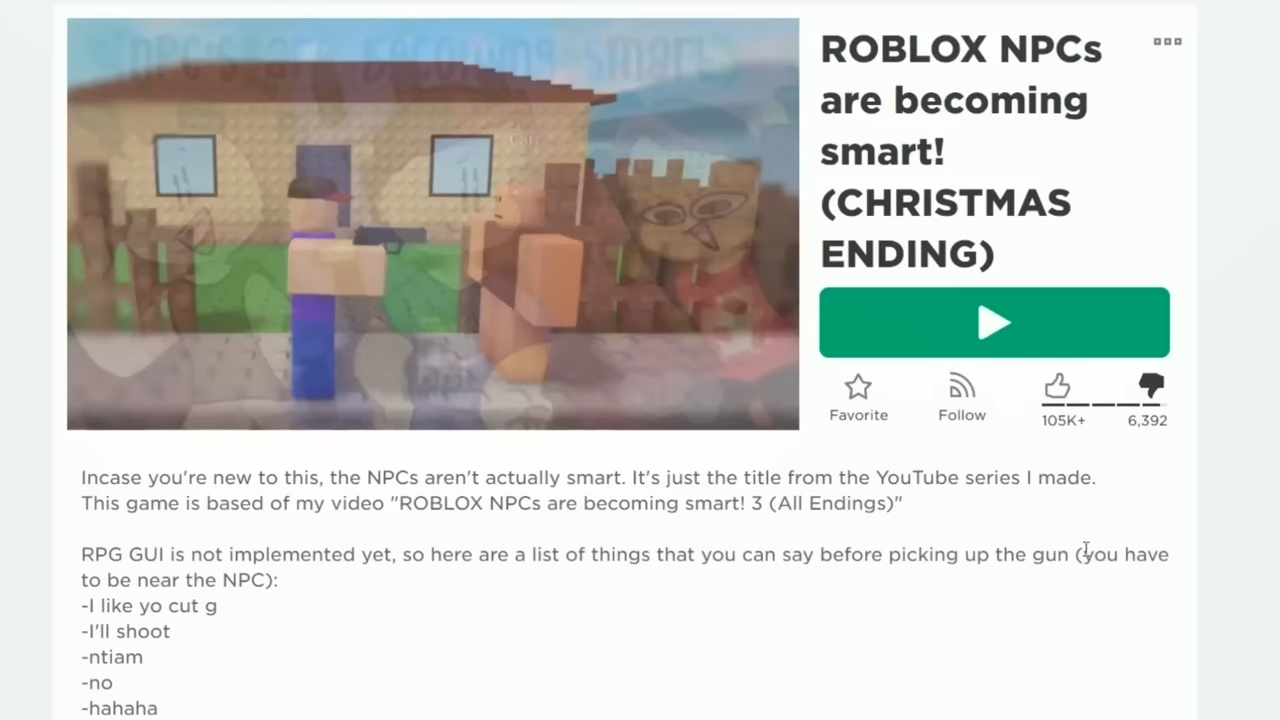 npc's are becoming smart
ROBLOX NPCs
are becoming
smart!
(CHRISTMAS
ENDING)
Favorite
Follow
105K+
6,392
Incase you're new to this, the NPCs aren't actually smart. It's just the title from the YouTube series I made.
This game is based of my video "ROBLOX NPCs are becoming smart! 3 (All Endings)"
RPG GUI is not implemented yet, so here are a list of things that you can say before picking up the gun (you have
to be near the NPC):
-I like yo cut g
-I'll shoot
-ntiam
-no
-hahaha